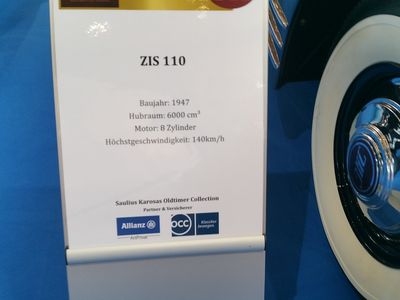 ZIS 110
Baujahr: 1947
Hubraum: 6000 cm³
Motor: 8 Zylinder
Höchstgeschwindigkeit: 140km/h
Saulius Karosas Oldtimer Collection
Partner & Versicherer
Allianz
OCC